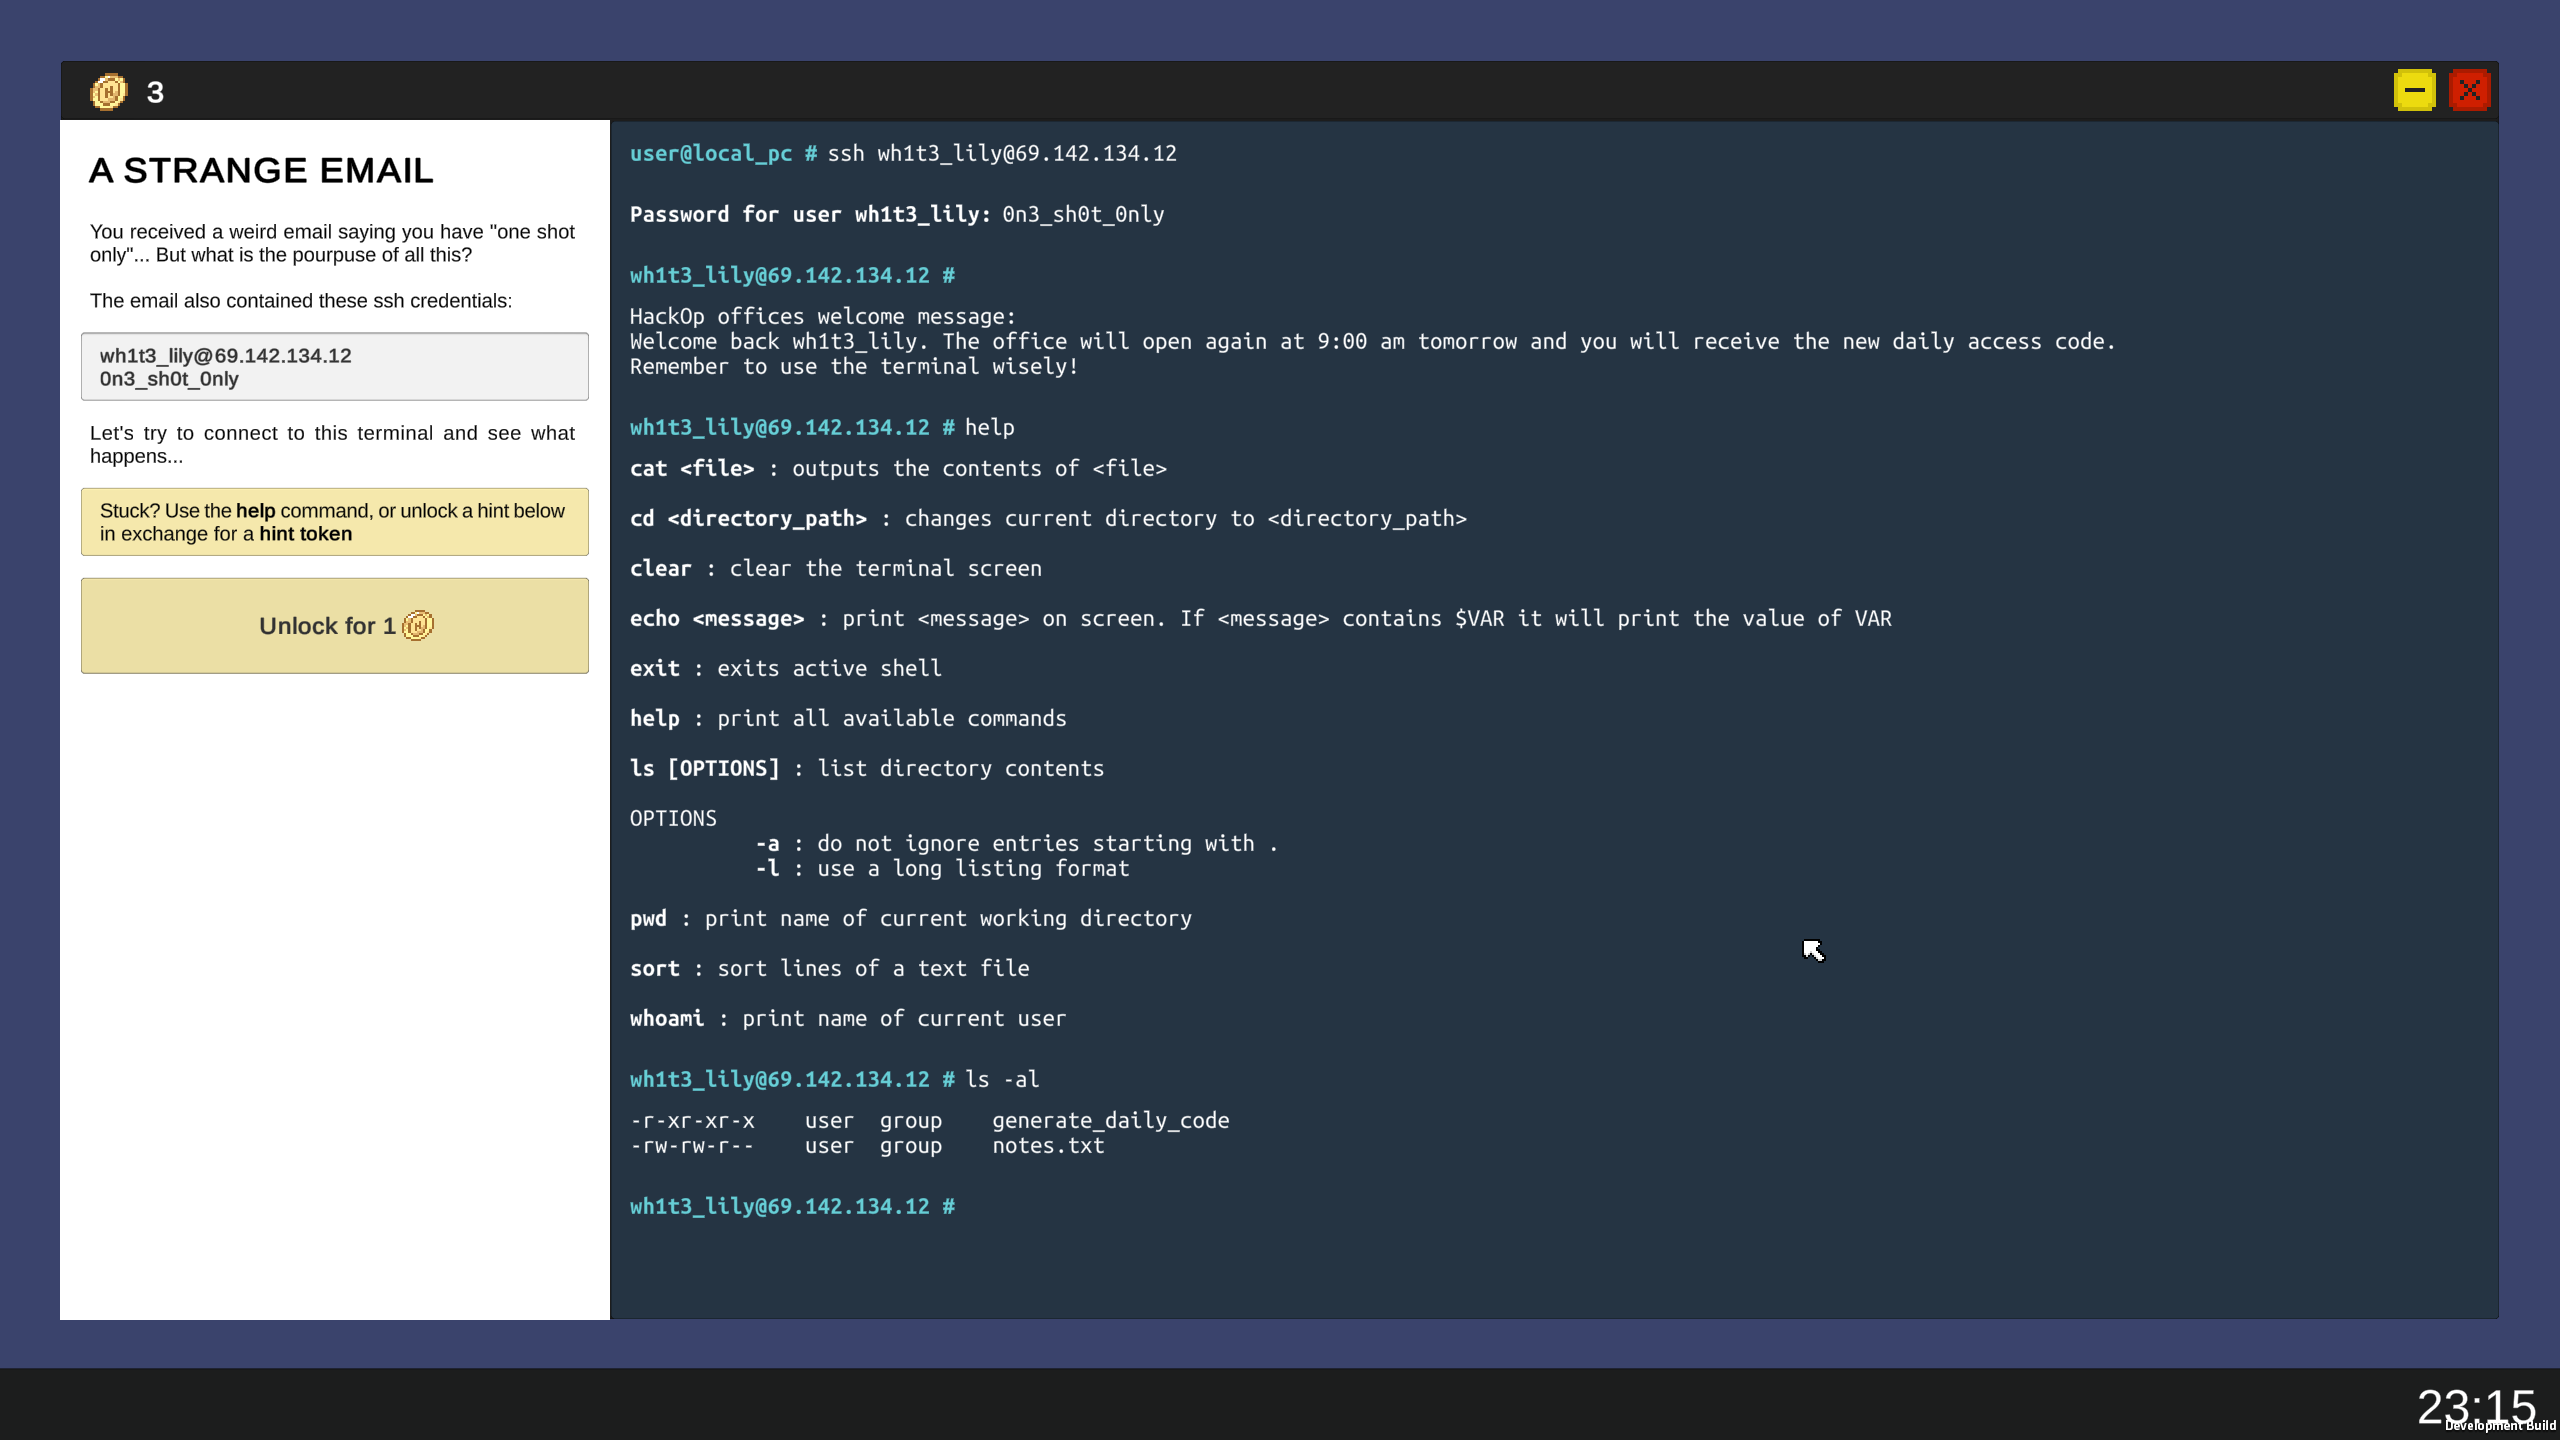 3
A STRANGE EMAIL
You received a weird email saying you have "one shot
only"... But what is the pourpuse of all this?
The email also contained these ssh credentials:
wh1t3_lily@69.142.134.12
0n3_sh0t_0nly
Let's try to connect to this terminal and see what
happens...
Stuck? Use the help command, or unlock a hint below
in exchange for a hint token
Unlock for 1
user@local_pc # ssh wh1t3_lily@69.142.134.12
Password for user wh1t3_lily: 0n3_sh0t_0nly
wh1t3_lily@69.142.134.12 #
HackOp offices welcome message:
Welcome back wh1t3_lily. The office will open again at 9:00 am tomorrow and you will receive the new daily access code.
Remember to use the terminal wisely!
wh1t3_lily@69.142.134.12 # help
cat <file> : outputs the contents of <file>
cd <directory_path> : changes current directory to <directory_path>
clear : clear the terminal screen
echo <message> : print <message> on screen. If <message> contains $VAR it will print the value of VAR
exit : exits active shell
help : print all available commands
ls [OPTIONS] : list directory contents
OPTIONS
-a : do not ignore entries starting with .
-l : use a long listing format
pwd : print name of current working directory
sort : sort lines of a text file
whoami : print name of current user
wh1t3_lily@69.142.134.12 # ls -al
-r-xr-xr-x user group generate_daily_code
-rw-rw-r-- user group notes.txt
wh1t3_lily@69.142.134.12 #
23:15
Development Build